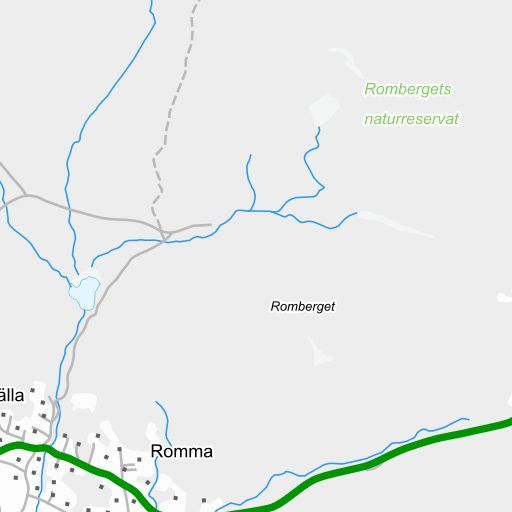 Rombergets
naturreservat
Romberget
älla
Romma